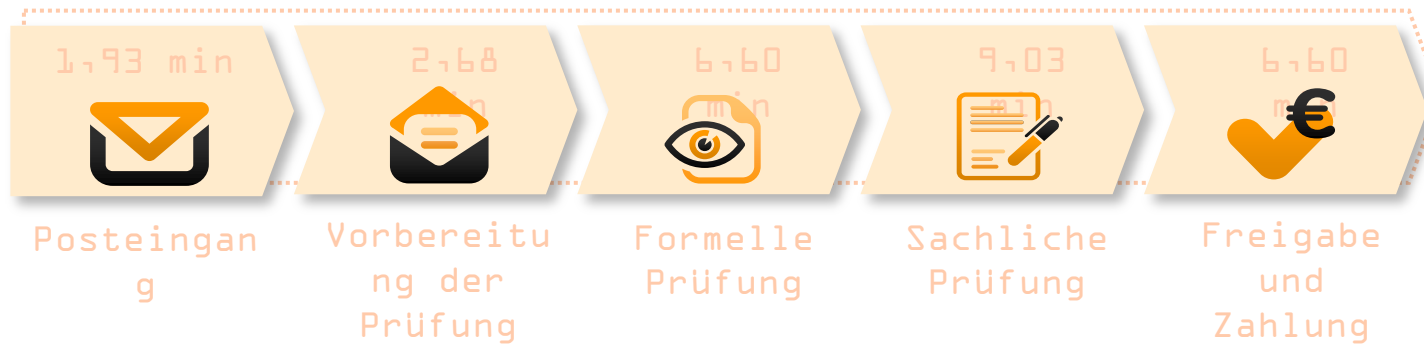 1,93 min
2,68
min
6,60
min
9,03
min
6,60
min
Posteingan
g
Vorbereitu
ng der
Prüfung
Formelle
Prüfung
Sachliche
Prüfung
Freigabe
und
Zahlung